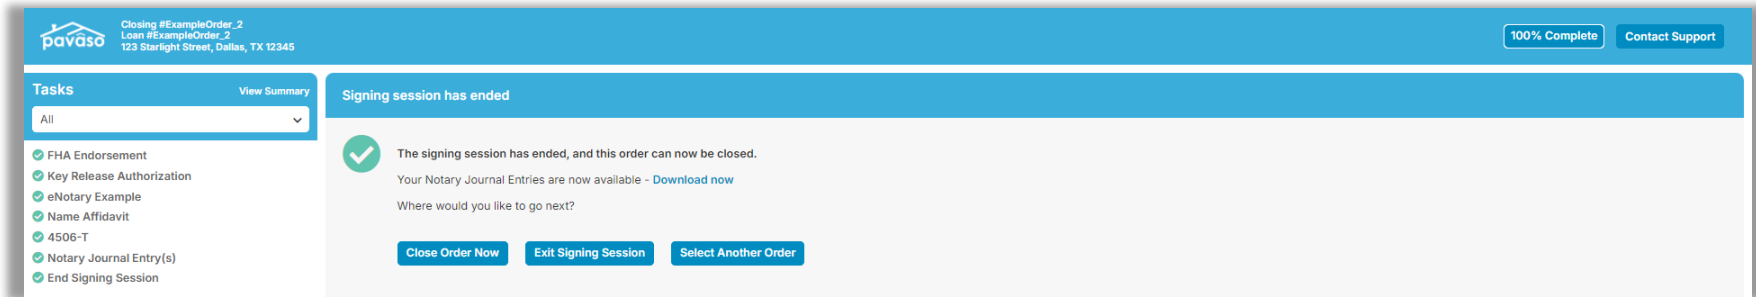 pavaso
Closing #ExampleOrder_2
Loan #ExampleOrder_2
123 Starlight Street, Dallas, TX 12345
100% Complete
Contact Support
Tasks
View Summary
All
FHA Endorsement
Key Release Authorization
eNotary Example
Name Affidavit
4506-T
Notary Journal Entry(s)
End Signing Session
Signing session has ended
The signing session has ended, and this order can now be closed.
Your Notary Journal Entries are now available - Download now
Where would you like to go next?
Close Order Now
Exit Signing Session
Select Another Order